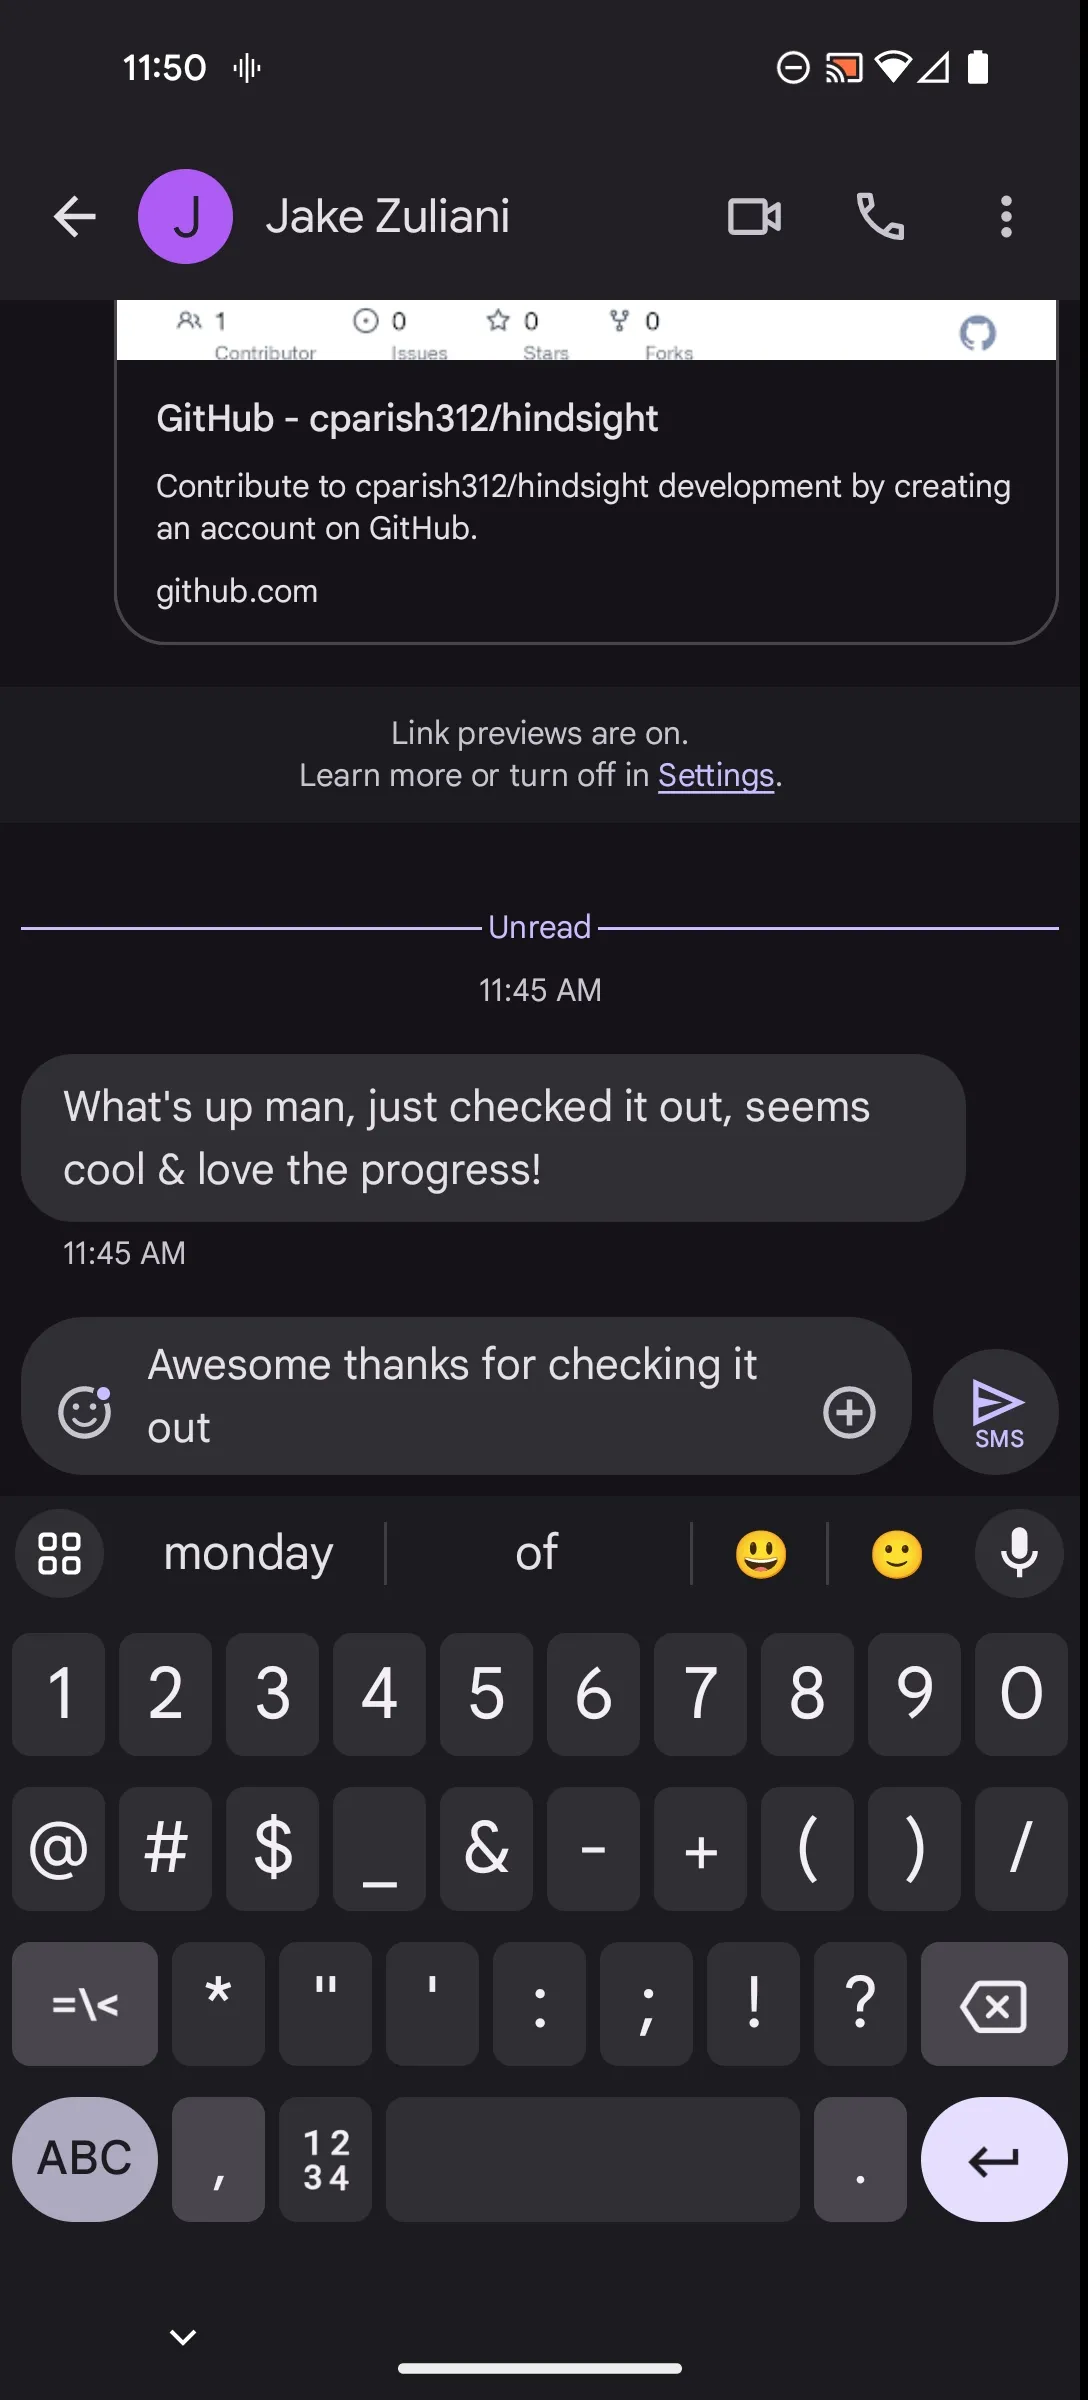 11:50
J Jake Zuliani
1 0 0 0
Contributor Issues Stars Forks
GitHub - cparish312/hindsight
Contribute to cparish312/hindsight development by creating
an account on GitHub.
github.com
Link previews are on.
Learn more or turn off in Settings.
Unread
11:45 AM
What's up man, just checked it out, seems
cool & love the progress!
11:45 AM
Awesome thanks for checking it
out
SMS
monday of 😃 🙂
1 2 3 4 5 6 7 8 9 0
@ # $ _ & - + ( ) /
=\< * " ' : ; ! ?
ABC , 1 2 .
3 4